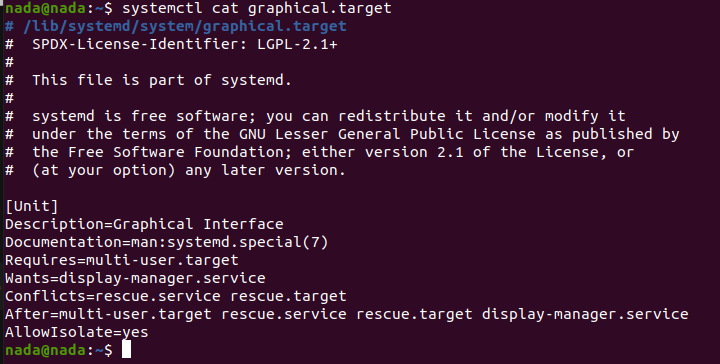 nada@nada:~$ systemctl cat graphical.target
# /lib/systemd/system/graphical.target
#  SPDX-License-Identifier: LGPL-2.1+
#
#  This file is part of systemd.
#
#  systemd is free software; you can redistribute it and/or modify it
#  under the terms of the GNU Lesser General Public License as published by
#  the Free Software Foundation; either version 2.1 of the License, or
#  (at your option) any later version.

[Unit]
Description=Graphical Interface
Documentation=man:systemd.special(7)
Requires=multi-user.target
Wants=display-manager.service
Conflicts=rescue.service rescue.target
After=multi-user.target rescue.service rescue.target display-manager.service
AllowIsolate=yes
nada@nada:~$